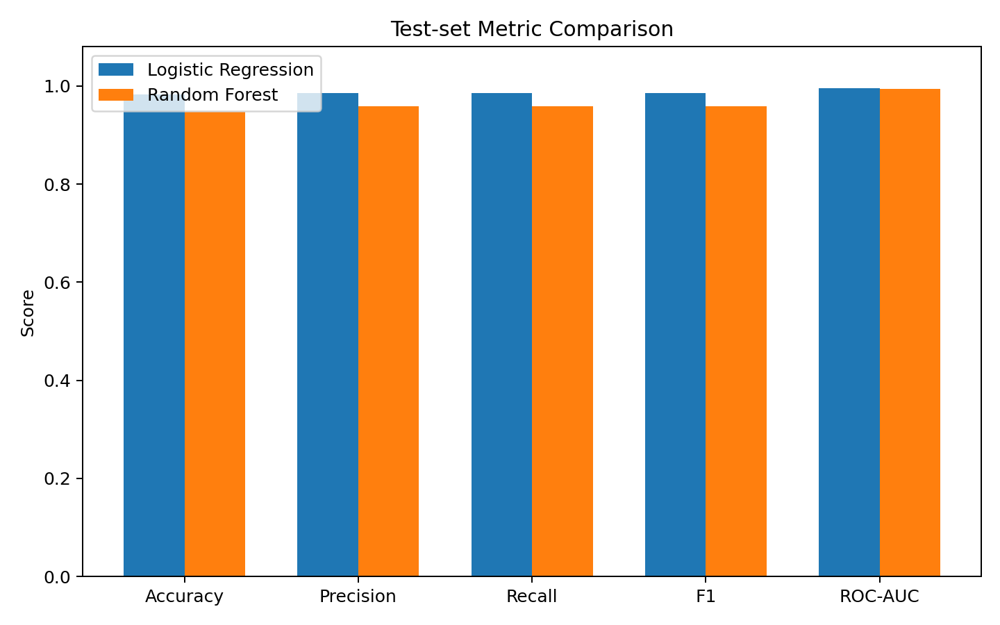 Test-set Metric Comparison
Logistic Regression
Random Forest
1.0
0.8
0.6
0.4
0.2
0.0
Score
Accuracy Precision Recall F1 ROC-AUC